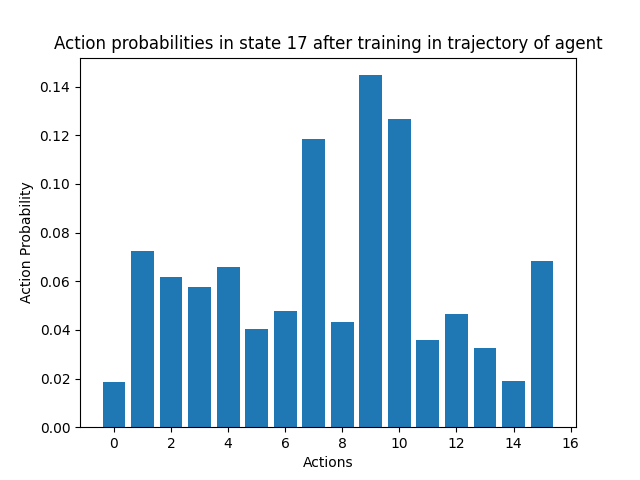 Action probabilities in state 17 after training in trajectory of agent
Action Probability
0.14
0.12
0.10
0.08
0.06
0.04
0.02
0.00
0 2 4 6 8 10 12 14 16
Actions